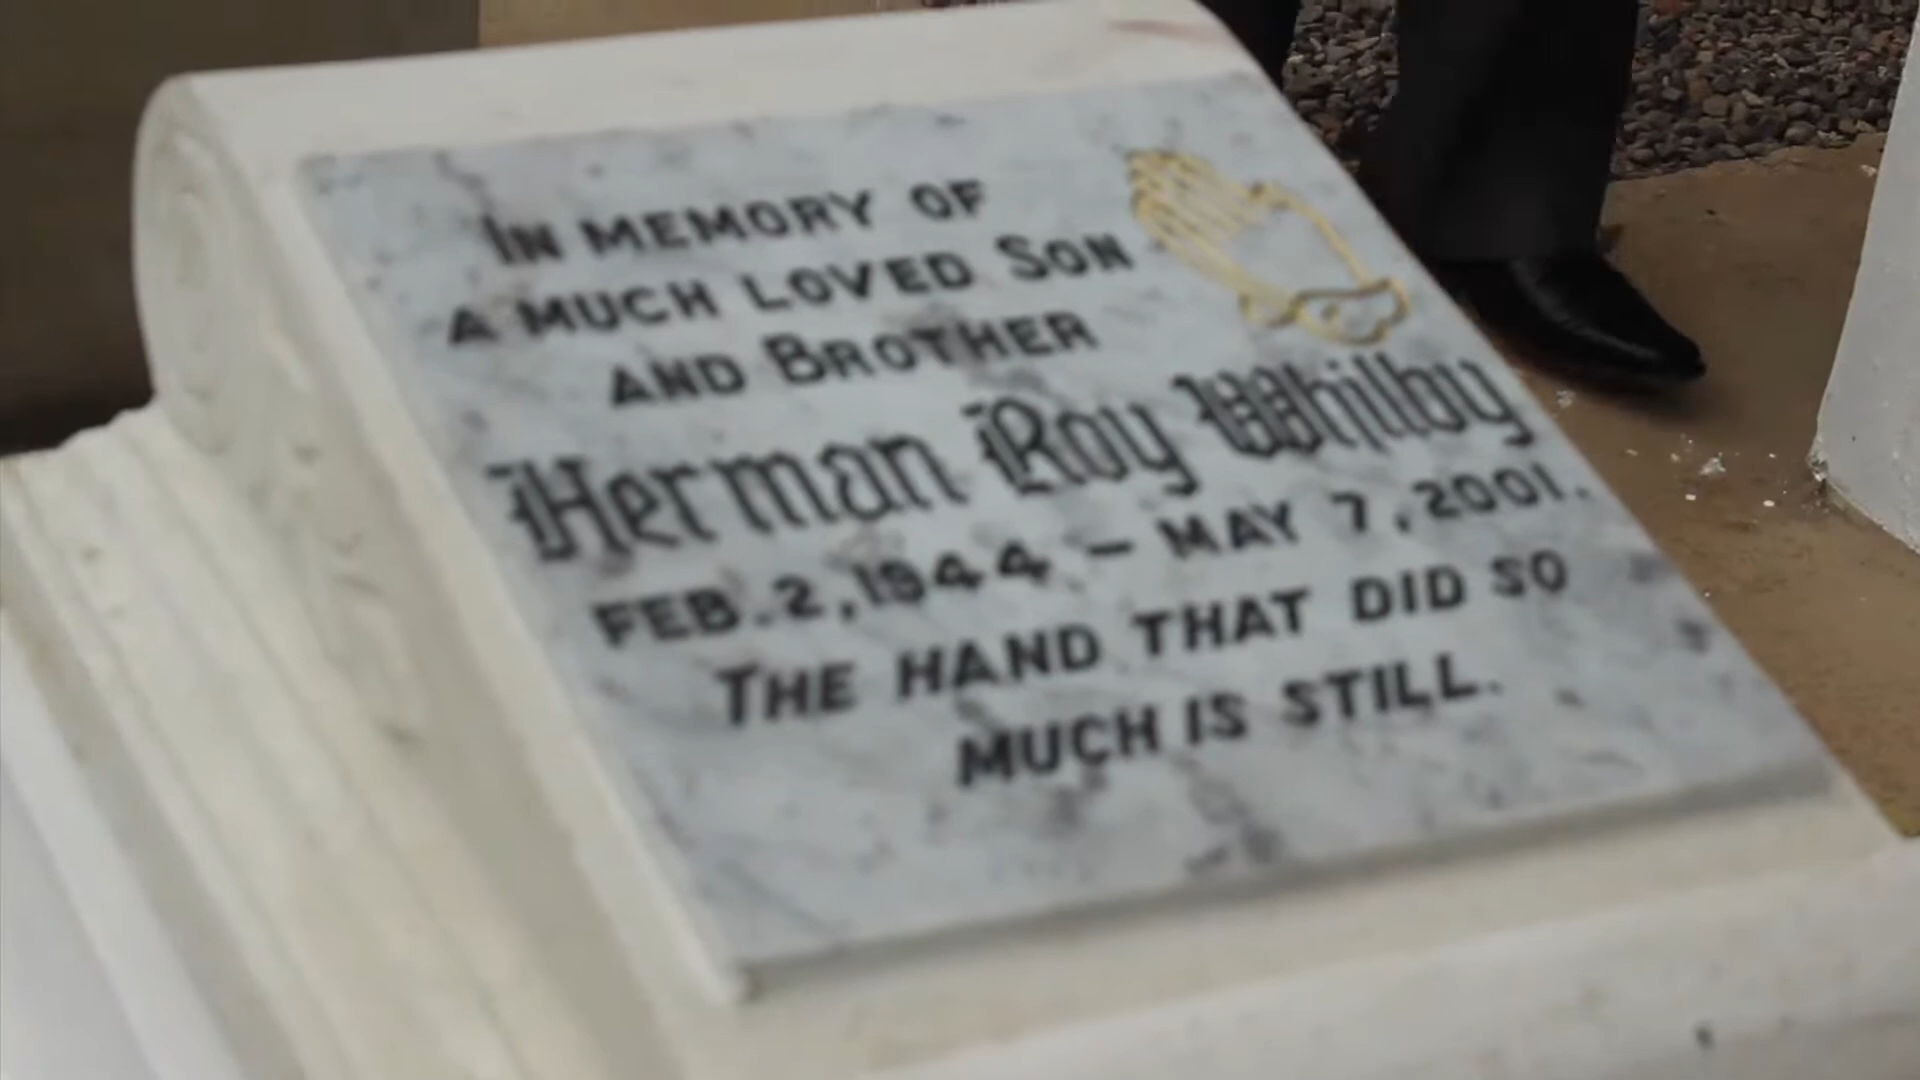 IN MEMORY OF
A MUCH LOVED SON
AND BROTHER
Herman Roy Whilby
FEB. 2, 1944 - MAY 7, 2001.
THE HAND THAT DID SO
MUCH IS STILL.